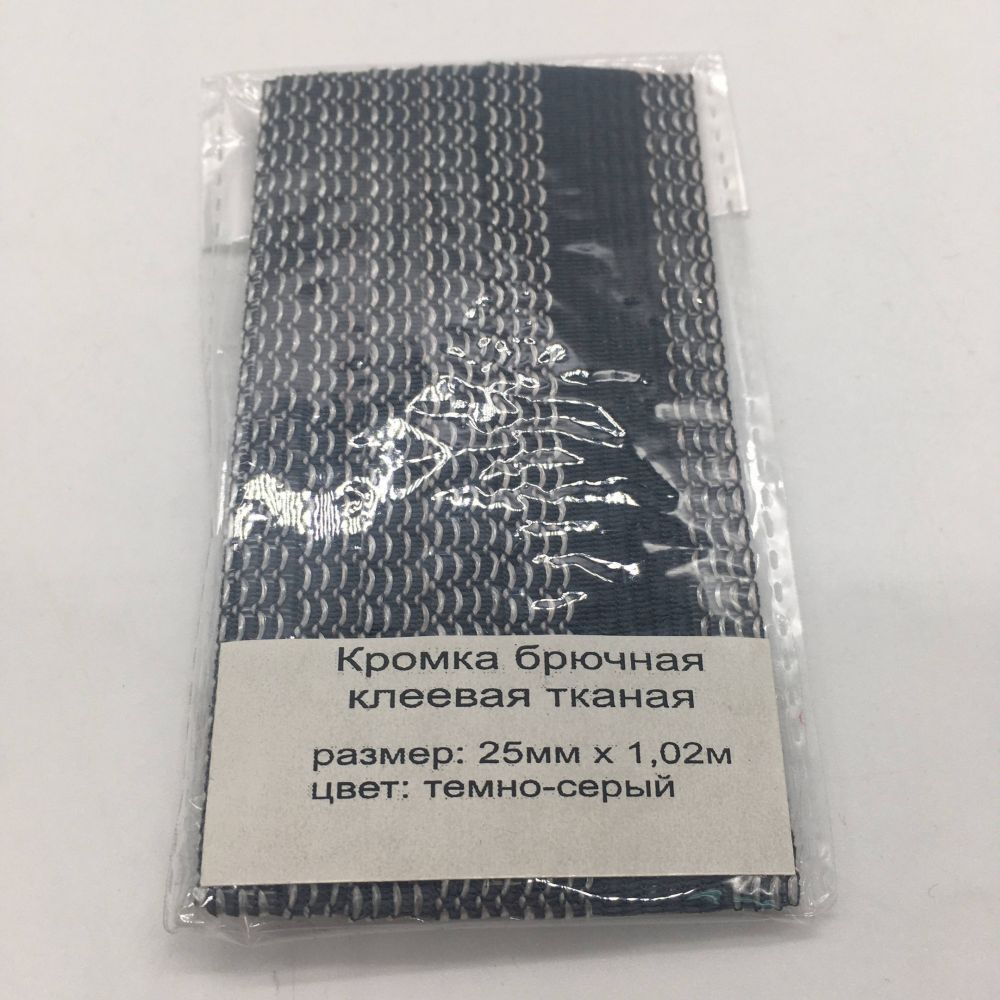 Кромка брючная
клеевая тканая
размер: 25мм х 1,02м
цвет: темно-серый